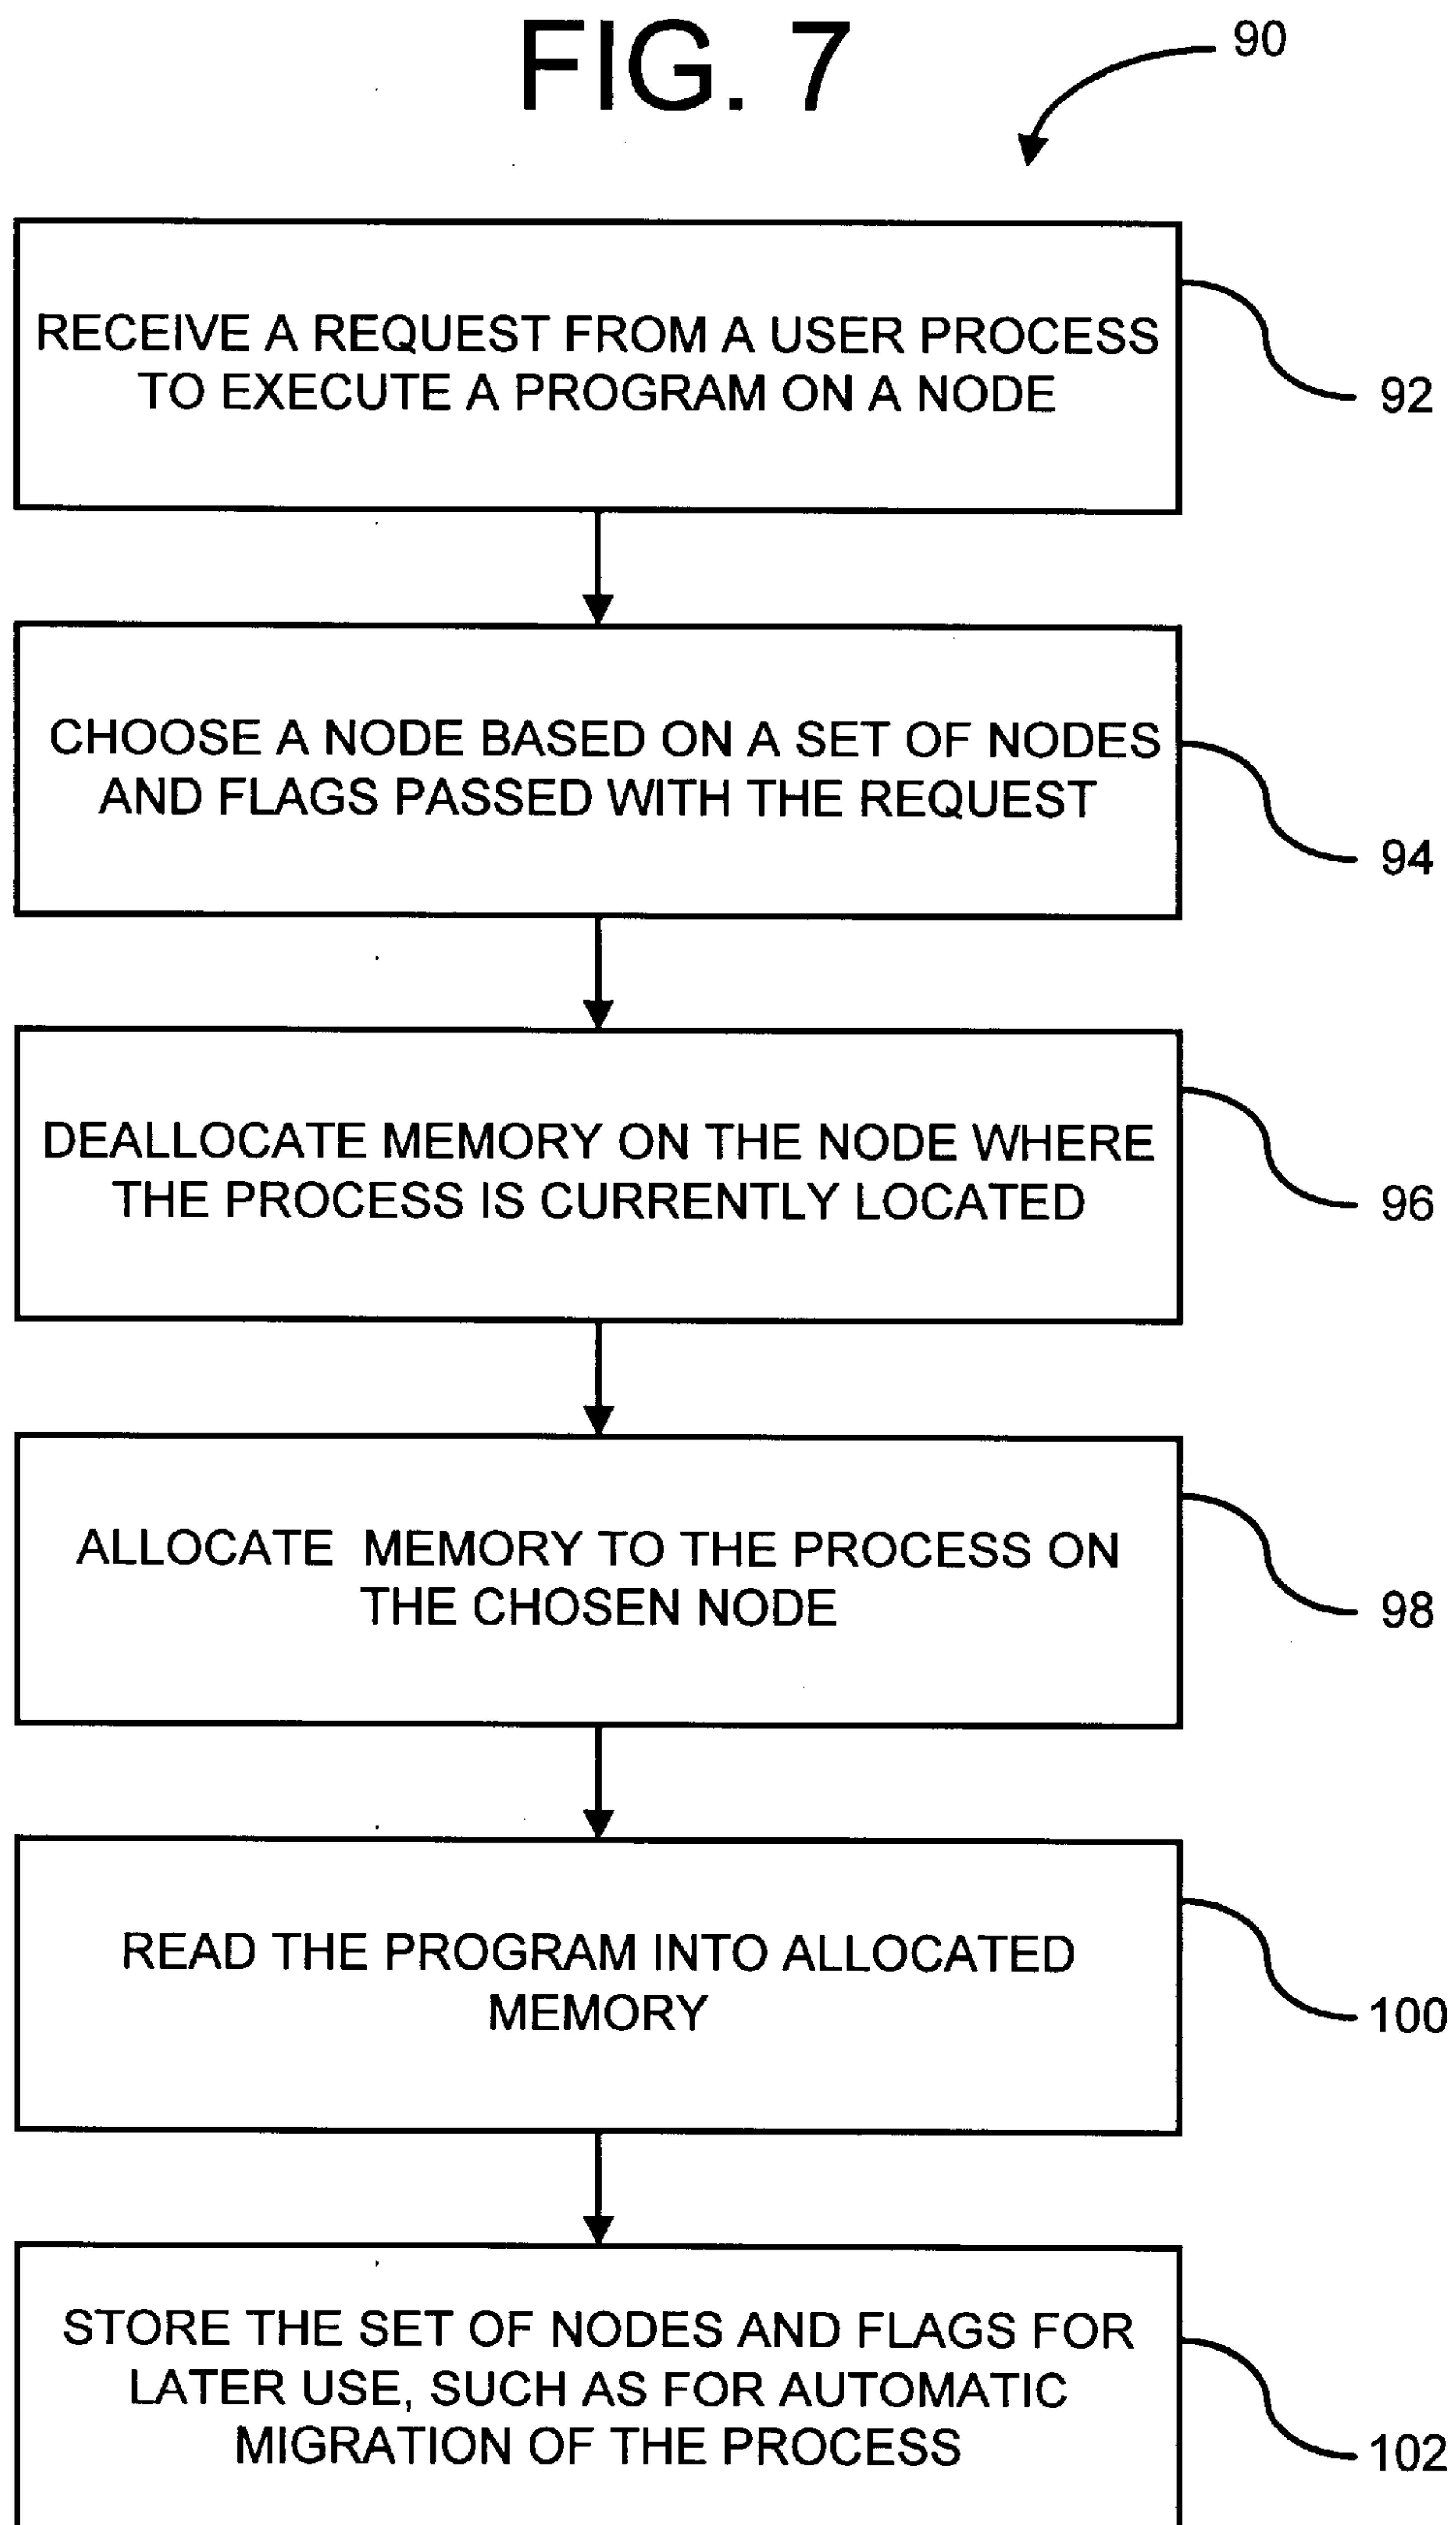 FIG. 7
90
RECEIVE A REQUEST FROM A USER PROCESS
TO EXECUTE A PROGRAM ON A NODE
92
CHOOSE A NODE BASED ON A SET OF NODES
AND FLAGS PASSED WITH THE REQUEST
94
DEALLOCATE MEMORY ON THE NODE WHERE
THE PROCESS IS CURRENTLY LOCATED
96
ALLOCATE MEMORY TO THE PROCESS ON
THE CHOSEN NODE
98
READ THE PROGRAM INTO ALLOCATED
MEMORY
100
STORE THE SET OF NODES AND FLAGS FOR
LATER USE, SUCH AS FOR AUTOMATIC
MIGRATION OF THE PROCESS
102